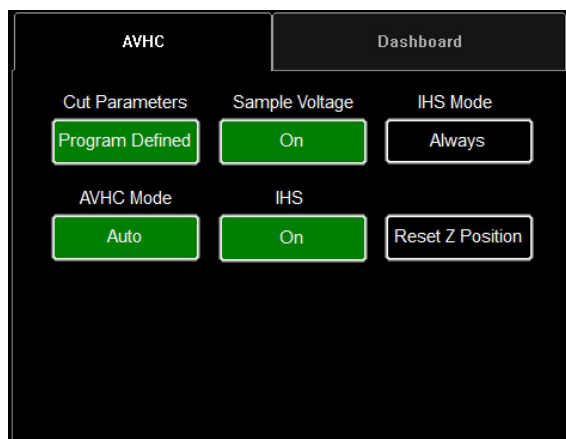 AVHC
Dashboard
Cut Parameters
Sample Voltage
IHS Mode
Program Defined
On
Always
AVHC Mode
IHS
Auto
On
Reset Z Position